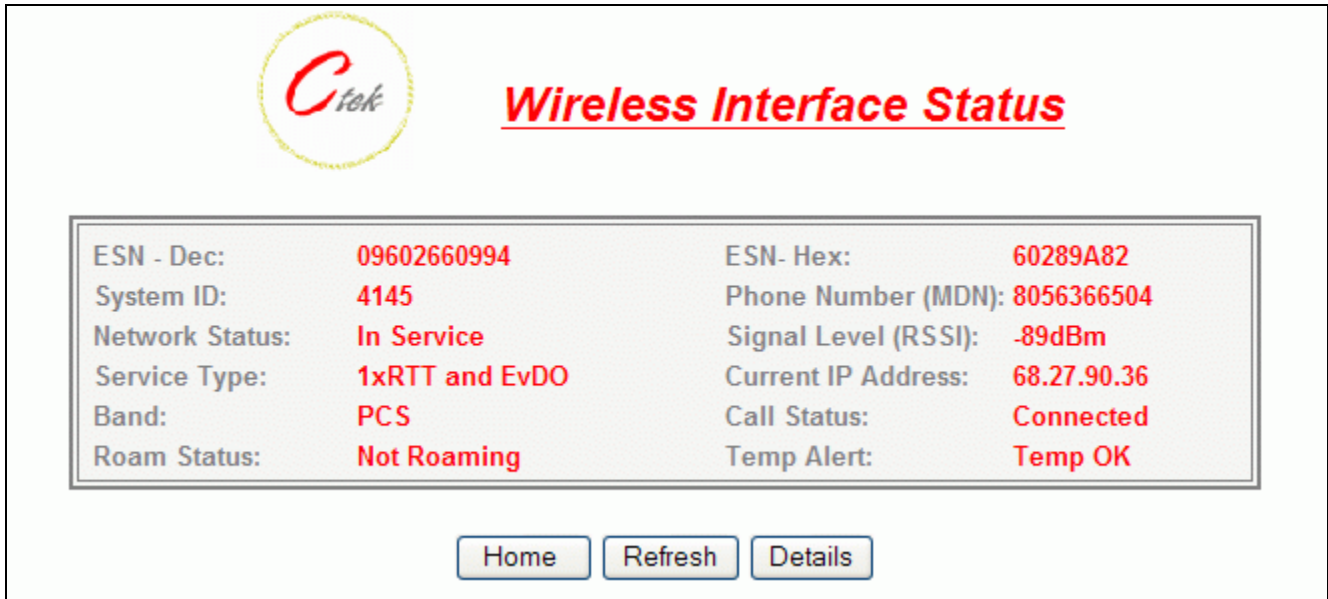 Ctek
Wireless Interface Status
ESN - Dec: 09602660994 ESN- Hex: 60289A82
System ID: 4145 Phone Number (MDN): 8056366504
Network Status: In Service Signal Level (RSSI): -89dBm
Service Type: 1xRTT and EvDO Current IP Address: 68.27.90.36
Band: PCS Call Status: Connected
Roam Status: Not Roaming Temp Alert: Temp OK
Home Refresh Details